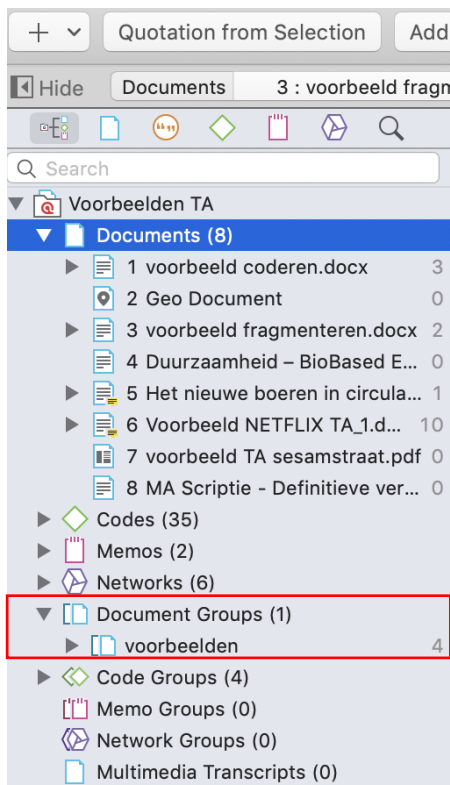 Quotation from Selection Add
Hide Documents 3 : voorbeeld fragm
Search
Voorbeelden TA
Documents (8)
1 voorbeeld coderen.docx 3
2 Geo Document 0
3 voorbeeld fragmenteren.docx 2
4 Duurzaamheid – BioBased E... 0
5 Het nieuwe boeren in circula... 1
6 Voorbeeld NETFLIX TA_1.d... 10
7 voorbeeld TA sesamstraat.pdf 0
8 MA Scriptie - Definitieve ver... 0
Codes (35)
Memos (2)
Networks (6)
Document Groups (1)
voorbeelden 4
Code Groups (4)
Memo Groups (0)
Network Groups (0)
Multimedia Transcripts (0)